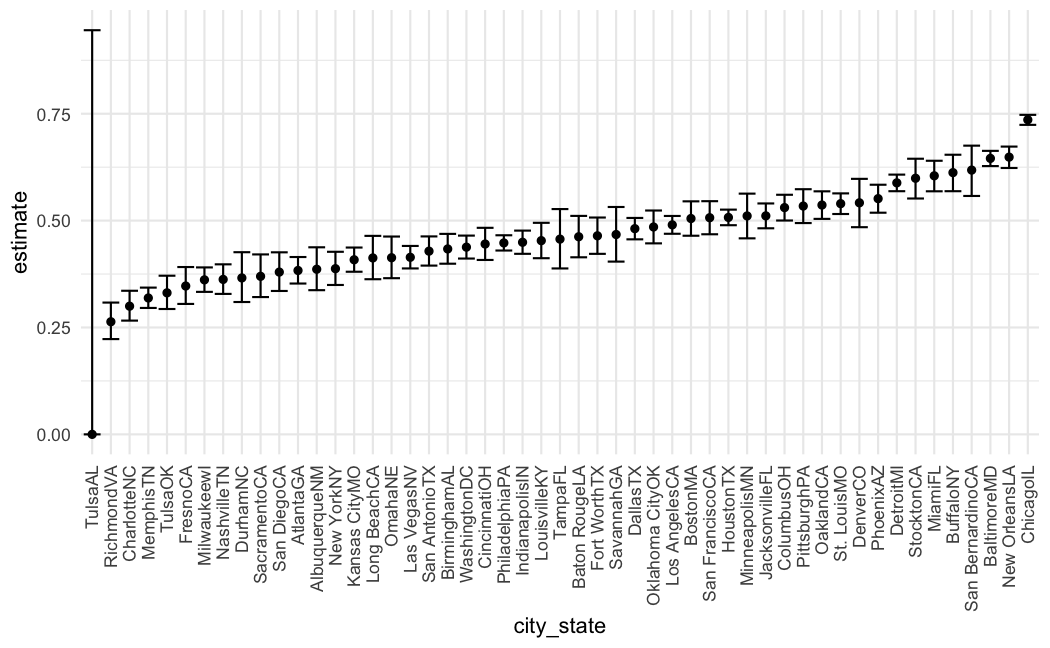 estimate
0.75
0.50
0.25
0.00
TulsaAL
RichmondVA
CharlotteNC
MemphisTN
TulsaOK
FresnoCA
MilwaukeewI
NashvilleTN
DurhamNC
SacramentoCA
San DiegoCA
AtlantaGA
AlbuquerqueNM
New YorkNY
Kansas CityMO
Long BeachCA
OmahaNE
Las VegasNV
San AntonioTX
BirminghamAL
WashingtonDC
CincinnatiOH
PhiladelphiaPA
IndianapolisIN
LouisvilleKY
TampaFL
Baton RougeLA
Fort WorthTX
SavannahGA
DallasTX
Oklahoma CityOK
Los AngelesCA
BostonMA
San FranciscoCA
HoustonTX
MinneapolisMN
JacksonvilleFL
ColumbusOH
PittsburghPA
OaklandCA
St. LouisMO
DenverCO
PhoenixAZ
DetroitMI
StocktonCA
MiamiFL
BuffaloNY
San BernardinoCA
BaltimoreMD
New OrleansLA
ChicagoIL
city_state